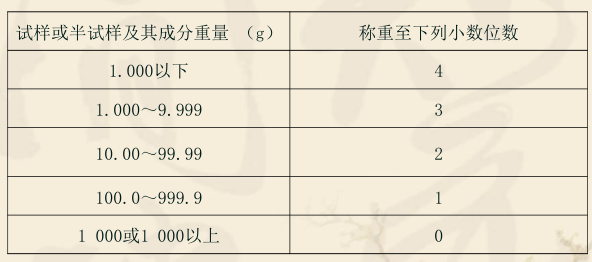 试样或半试样及其成分重量 （g） 称重至下列小数位数
1.000以下 4
1.000～9.999 3
10.00～99.99 2
100.0～999.9 1
1 000或1 000以上 0